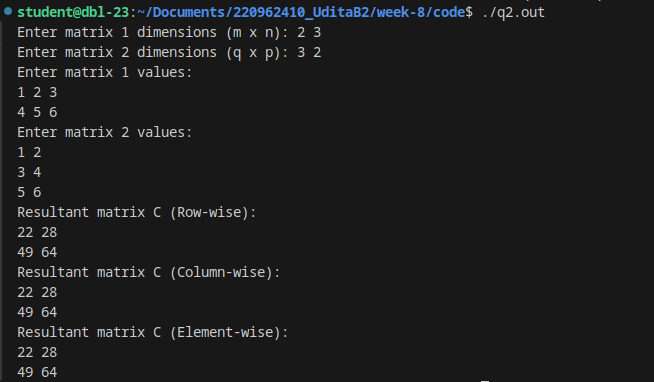 student@dbl-23:~/Documents/220962410_UditaB2/week-8/code$ ./q2.out
Enter matrix 1 dimensions (m x n): 2 3
Enter matrix 2 dimensions (q x p): 3 2
Enter matrix 1 values:
1 2 3
4 5 6
Enter matrix 2 values:
1 2
3 4
5 6
Resultant matrix C (Row-wise):
22 28
49 64
Resultant matrix C (Column-wise):
22 28
49 64
Resultant matrix C (Element-wise):
22 28
49 64